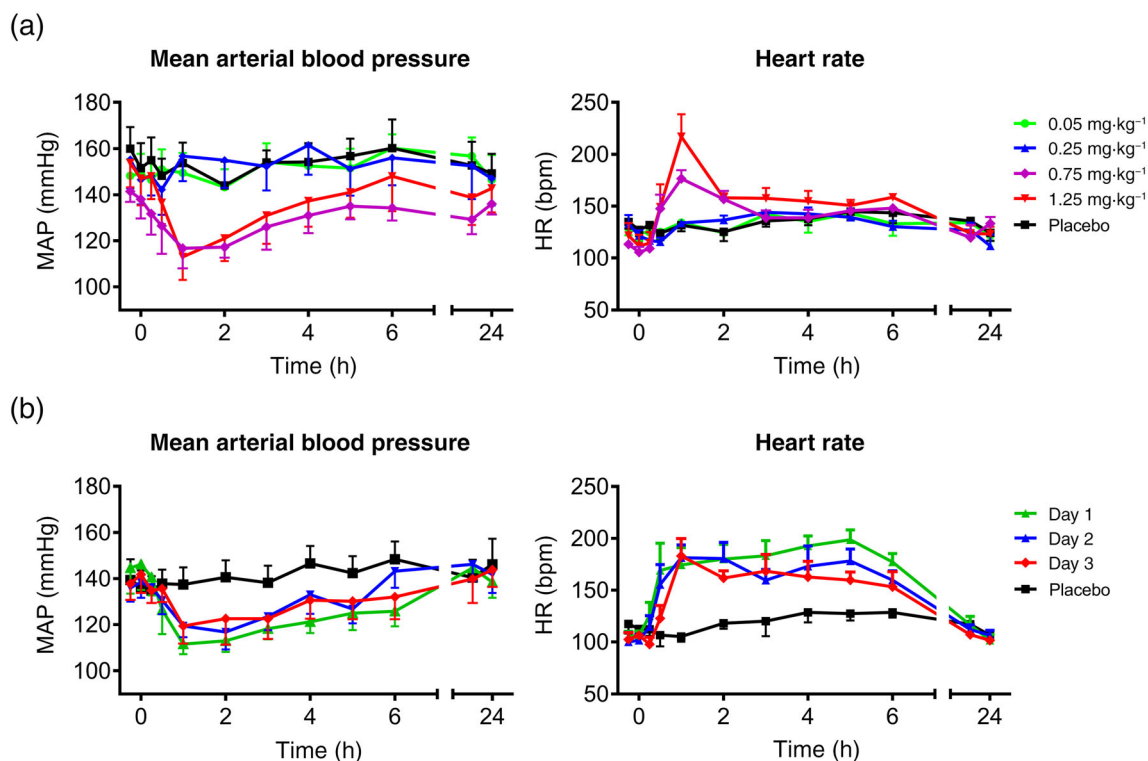 (a)
Mean arterial blood pressure
Heart rate
180
160
140
120
100
MAP (mmHg)
0
2
4
6
24
Time (h)
250
200
150
100
50
HR (bpm)
0
2
4
6
24
Time (h)
0.05 mg·kg⁻¹
0.25 mg·kg⁻¹
0.75 mg·kg⁻¹
1.25 mg·kg⁻¹
Placebo
(b)
Mean arterial blood pressure
Heart rate
180
160
140
120
100
MAP (mmHg)
0
2
4
6
24
Time (h)
250
200
150
100
50
HR (bpm)
0
2
4
6
24
Time (h)
Day 1
Day 2
Day 3
Placebo